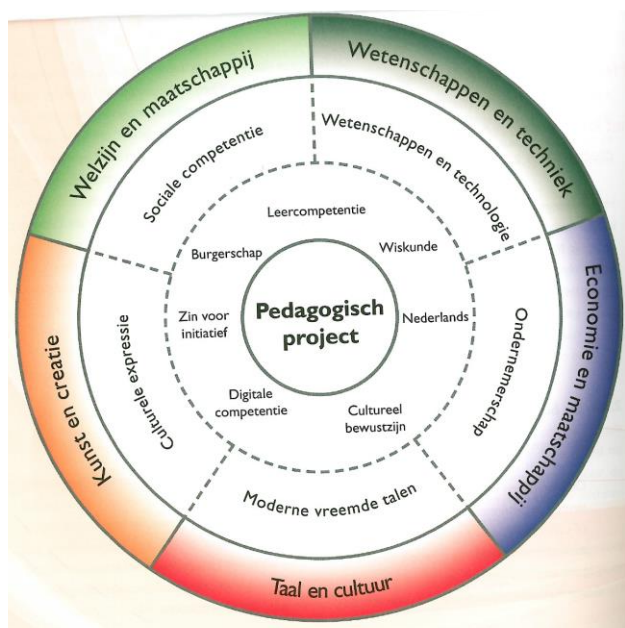 Welzijn en maatschappij
Wetenschappen en techniek
Economie en maatschappij
Taal en cultuur
Kunst en creatie
Sociale competentie
Wetenschappen en technologie
Ondernemerschap
Moderne vreemde talen
Culturele expressie
Leercompetentie
Wiskunde
Nederlands
Cultureel
bewustzijn
Digitale
competentie
Zin voor
initiatief
Burgerschap
Pedagogisch
project